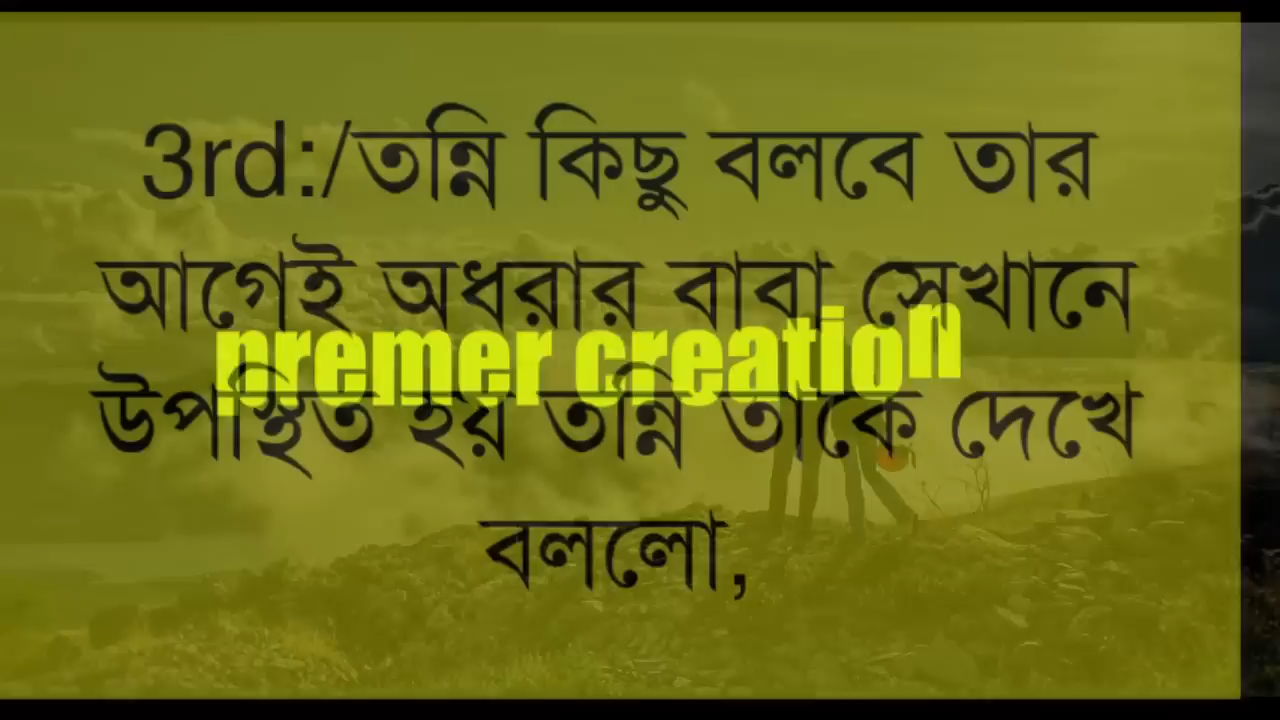 3rd:/তন্নি কিছু বলবে তার
আগেই অধরার বাবা সেখানে
premer creation
উপস্থিত হয় তন্নি তাকে দেখে
বললো,